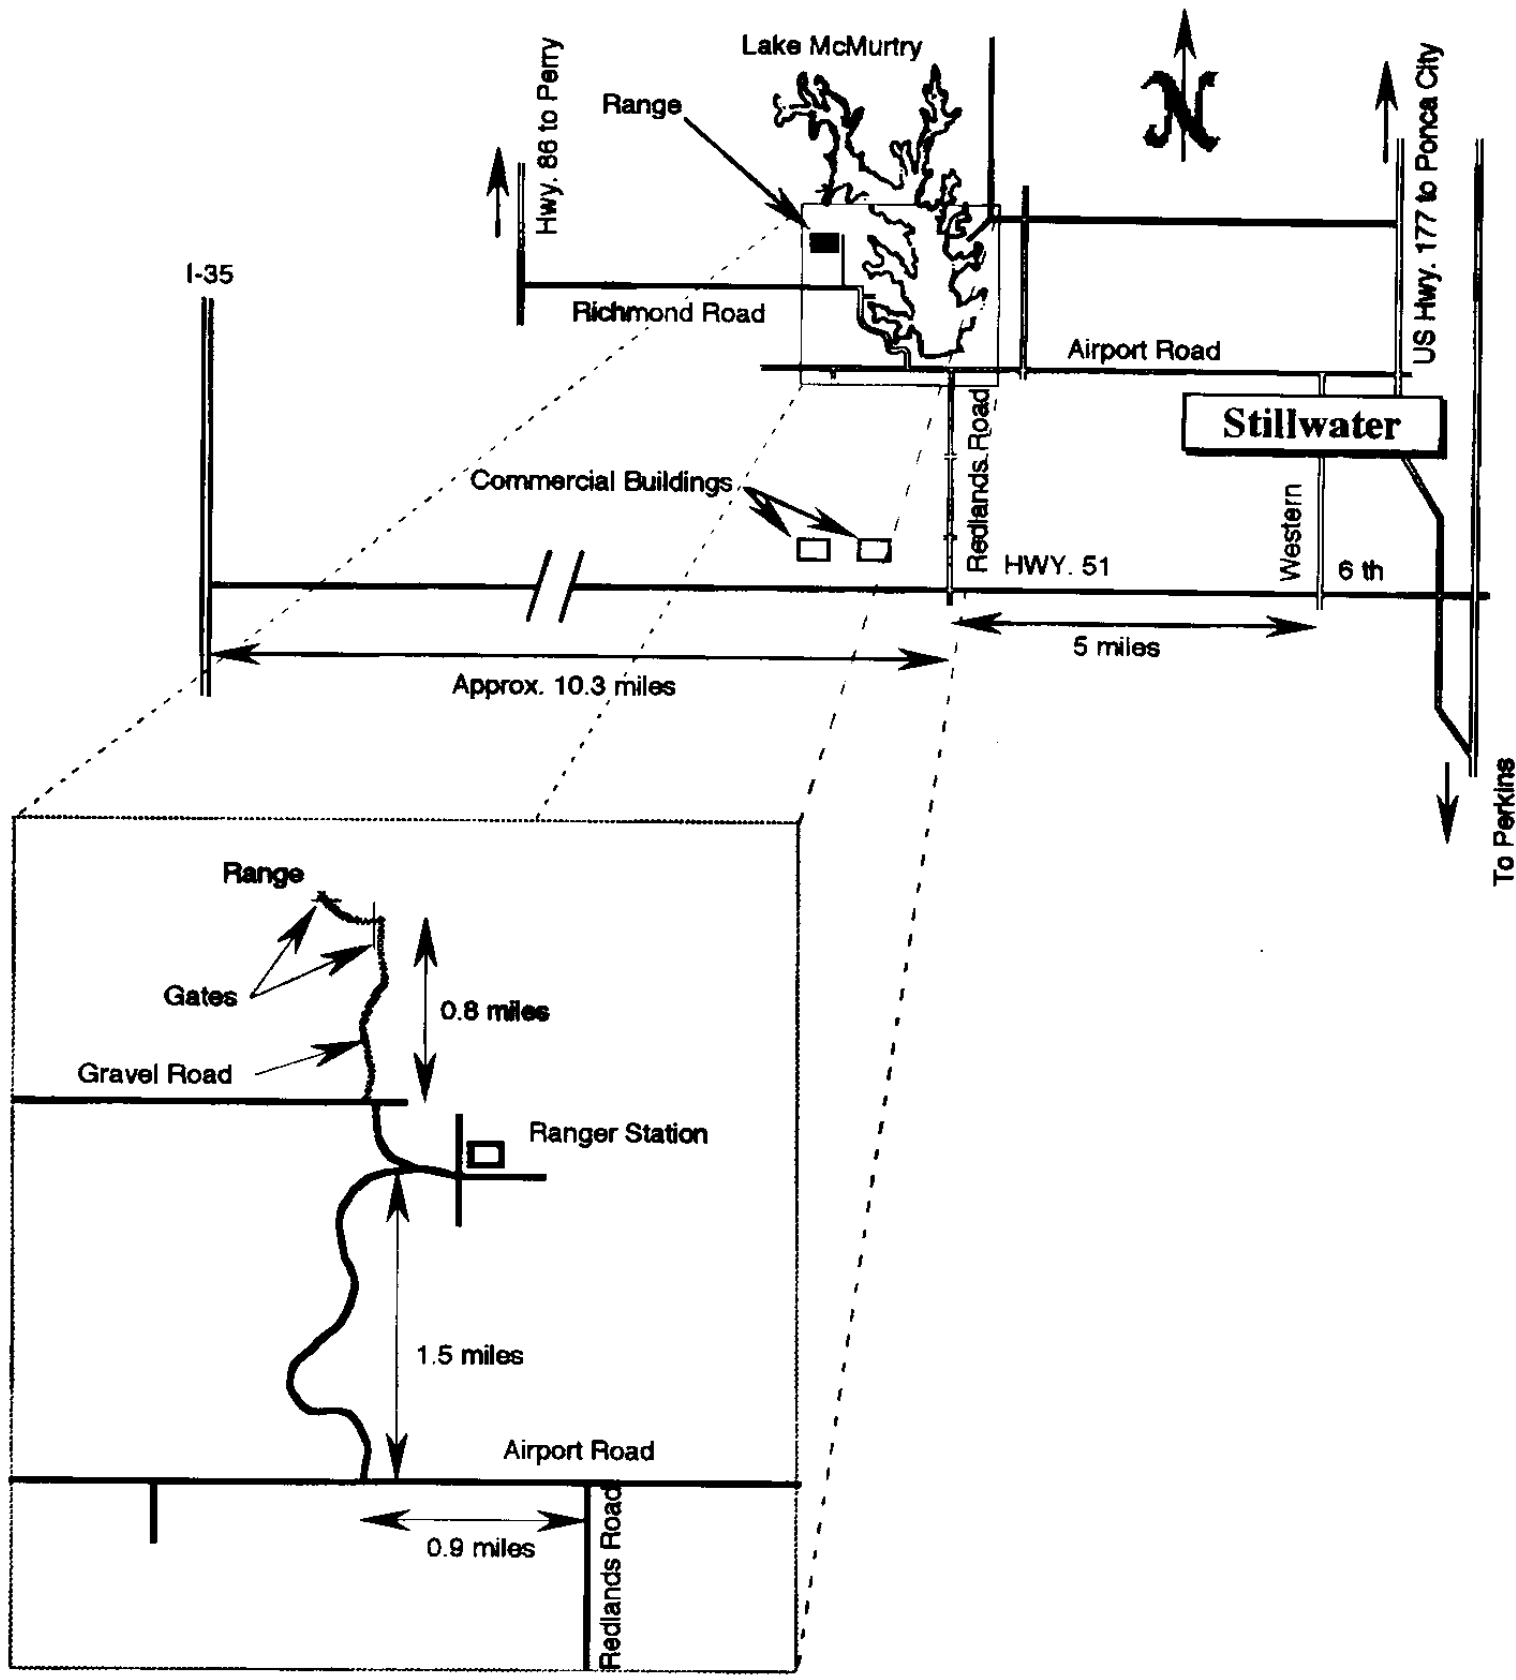 Lake McMurtry
Range
Hwy. 86 to Perry
N
US Hwy. 177 to Ponca City
I-35
Richmond Road
Airport Road
Stillwater
Redlands Road
Commercial Buildings
Western
HWY. 51
6 th
5 miles
Approx. 10.3 miles
To Perkins
Range
Gates
0.8 miles
Gravel Road
Ranger Station
1.5 miles
Airport Road
0.9 miles
Redlands Road